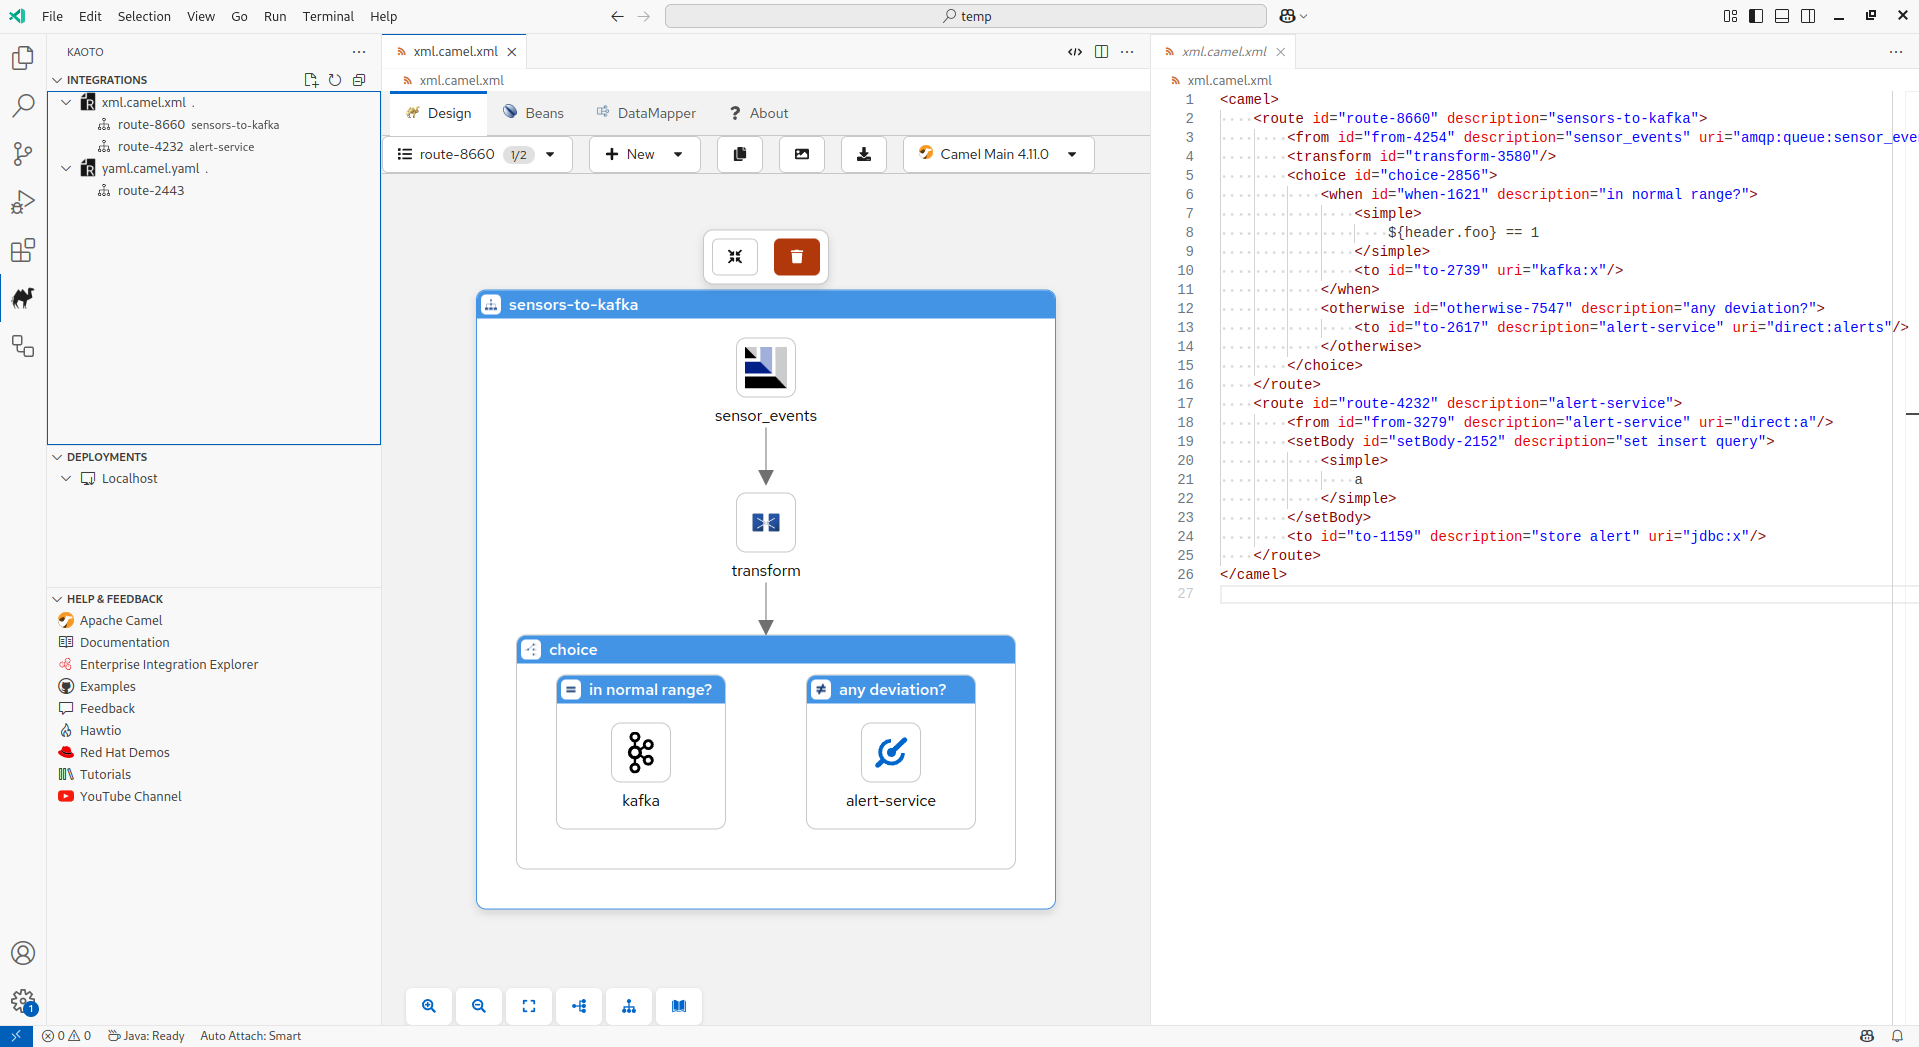 File Edit Selection View Go Run Terminal Help
temp
KAOTO
INTEGRATIONS
xml.camel.xml .
route-8660 sensors-to-kafka
route-4232 alert-service
yaml.camel.yaml .
route-2443
DEPLOYMENTS
Localhost
HELP & FEEDBACK
Apache Camel
Documentation
Enterprise Integration Explorer
Examples
Feedback
Hawtio
Red Hat Demos
Tutorials
YouTube Channel
xml.camel.xml
xml.camel.xml
Design Beans DataMapper ? About
route-8660 1/2 New Camel Main 4.11.0
sensors-to-kafka
sensor_events
transform
choice
in normal range? any deviation?
kafka alert-service
xml.camel.xml
xml.camel.xml
1 <camel>
2 <route id="route-8660" description="sensors-to-kafka">
3 <from id="from-4254" description="sensor_events" uri="amqp:queue:sensor_eve
4 <transform id="transform-3580"/>
5 <choice id="choice-2856">
6 <when id="when-1621" description="in normal range?">
7 <simple>
8 ${header.foo} == 1
9 </simple>
10 <to id="to-2739" uri="kafka:x"/>
11 </when>
12 <otherwise id="otherwise-7547" description="any deviation?">
13 <to id="to-2617" description="alert-service" uri="direct:alerts"/>
14 </otherwise>
15 </choice>
16 </route>
17 <route id="route-4232" description="alert-service">
18 <from id="from-3279" description="alert-service" uri="direct:a"/>
19 <setBody id="setBody-2152" description="set insert query">
20 <simple>
21 a
22 </simple>
23 </setBody>
24 <to id="to-1159" description="store alert" uri="jdbc:x"/>
25 </route>
26 </camel>
27
1
0 0 Java: Ready Auto Attach: Smart